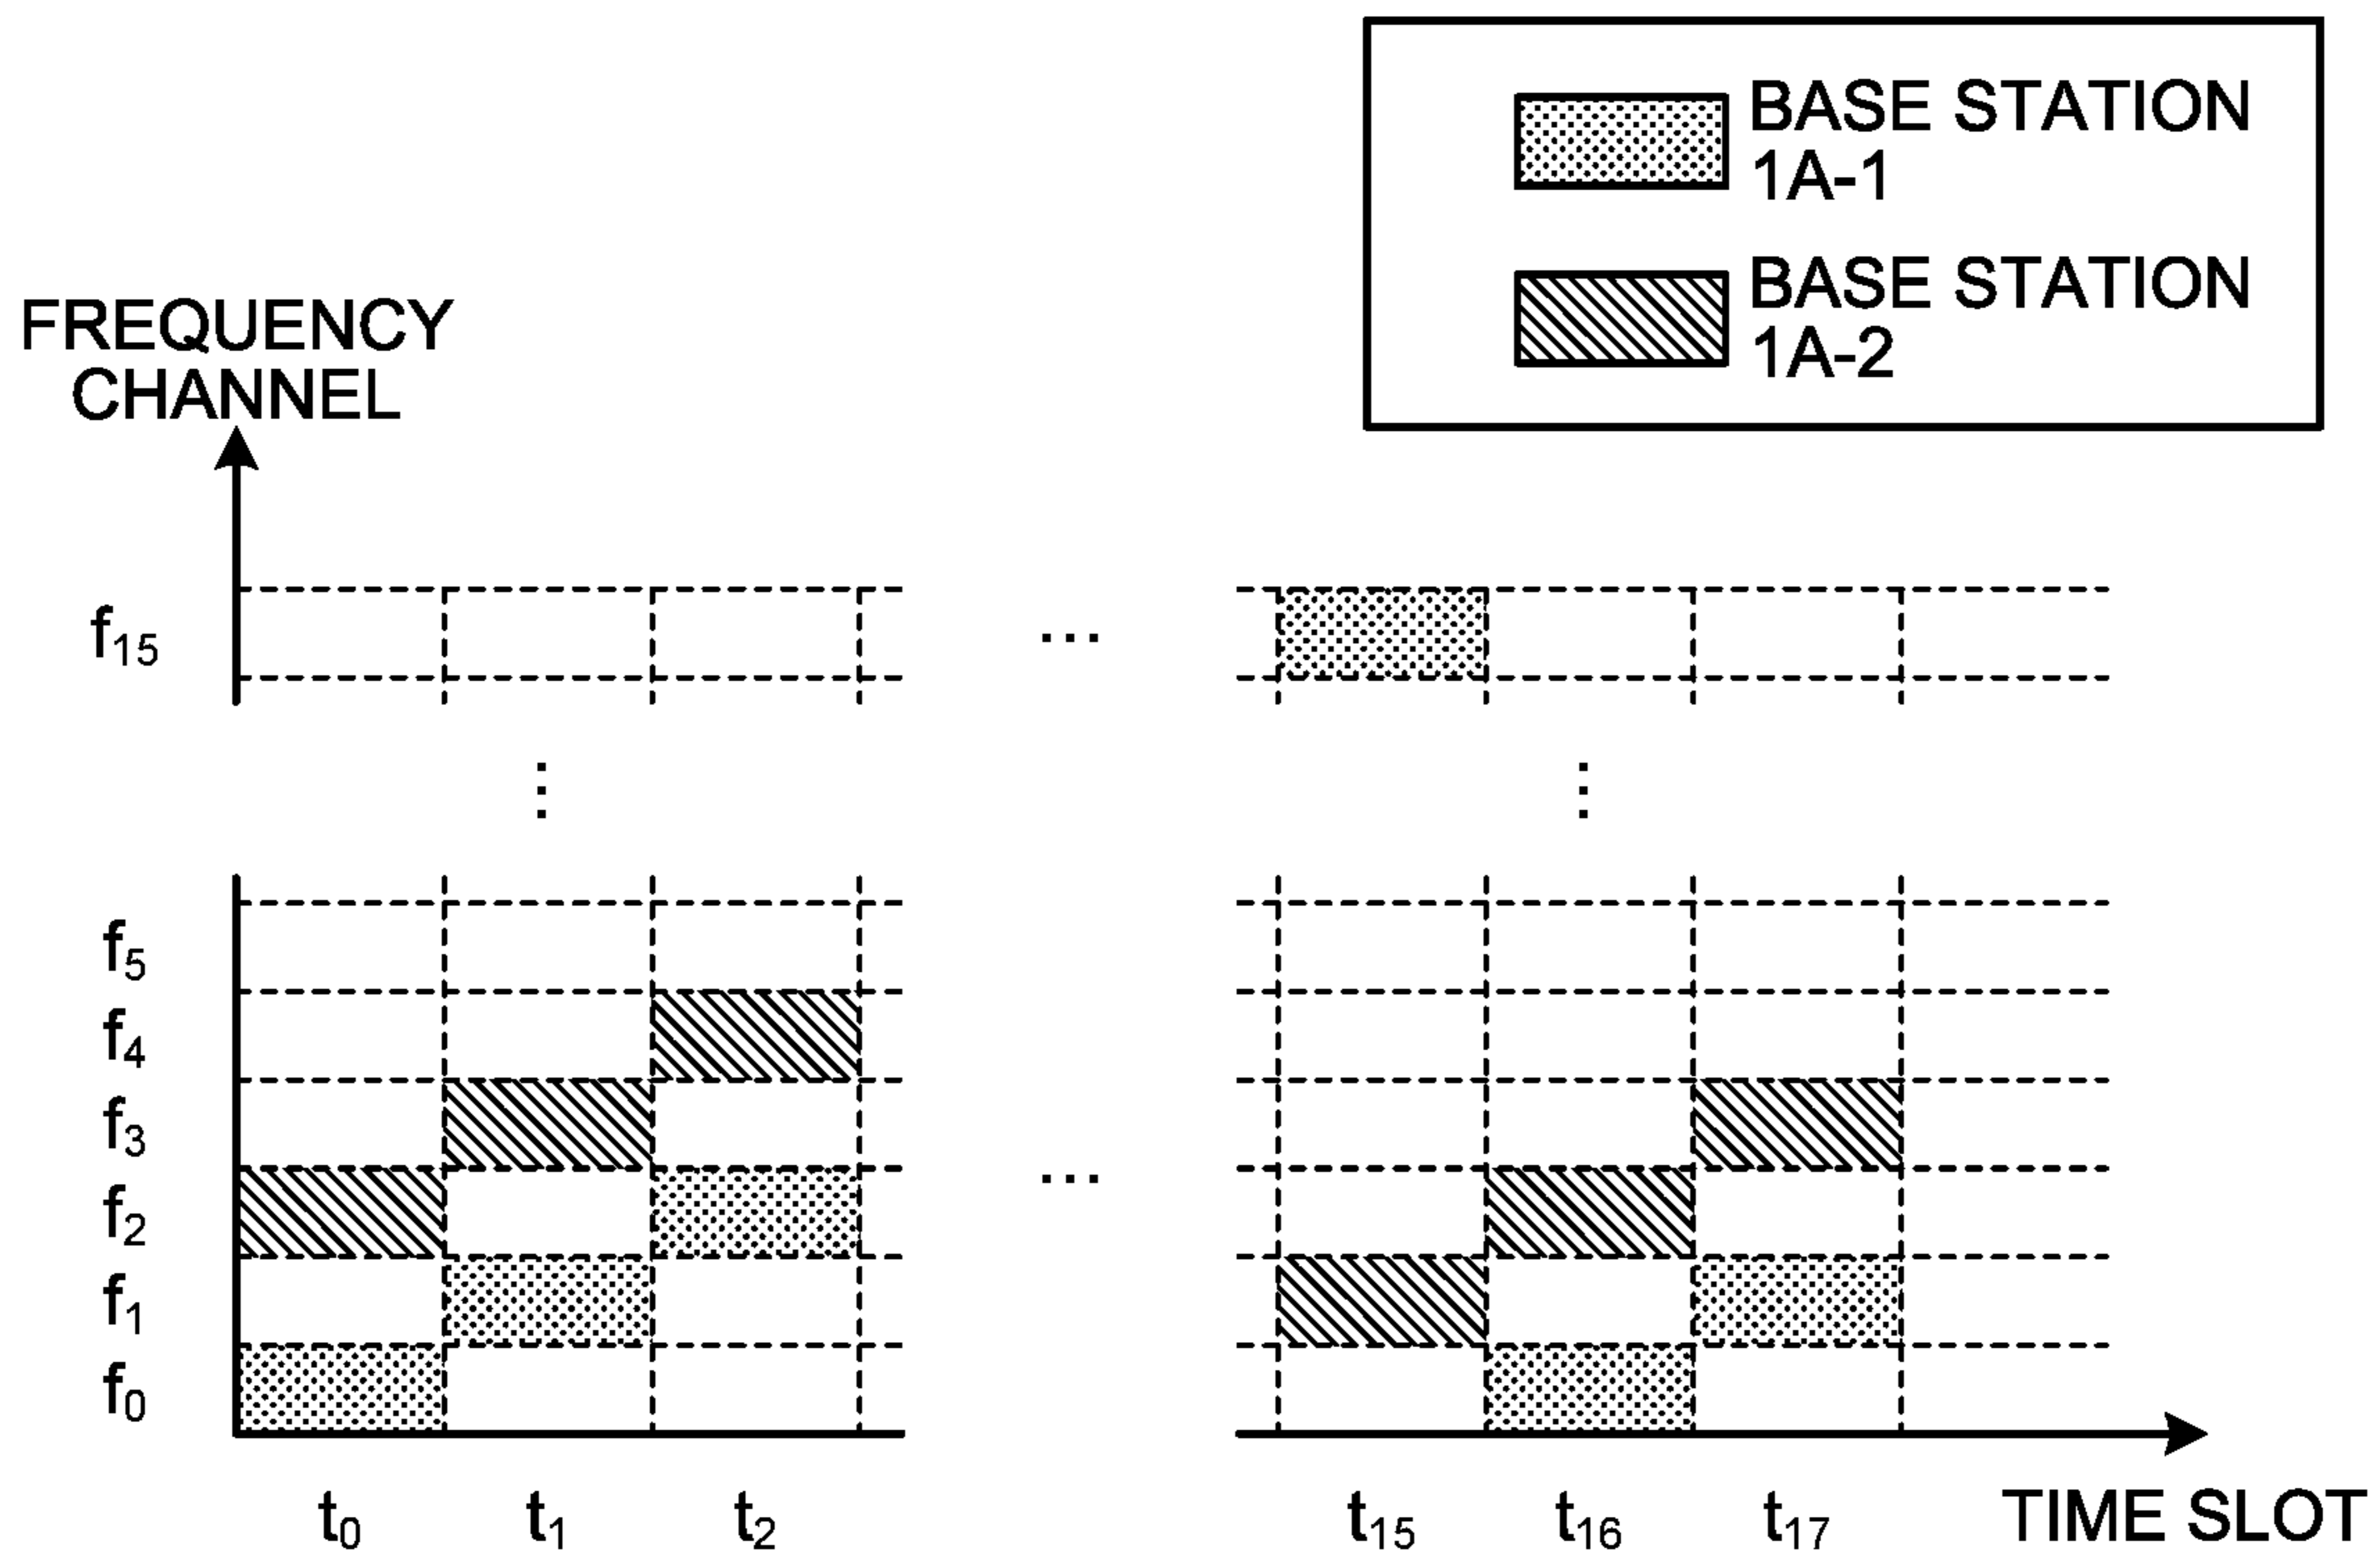 BASE STATION
1A-1
BASE STATION
1A-2
FREQUENCY
CHANNEL
f15
...
f5
f4
f3
f2
...
f1
f0
t0 t1 t2 t15 t16 t17 TIME SLOT